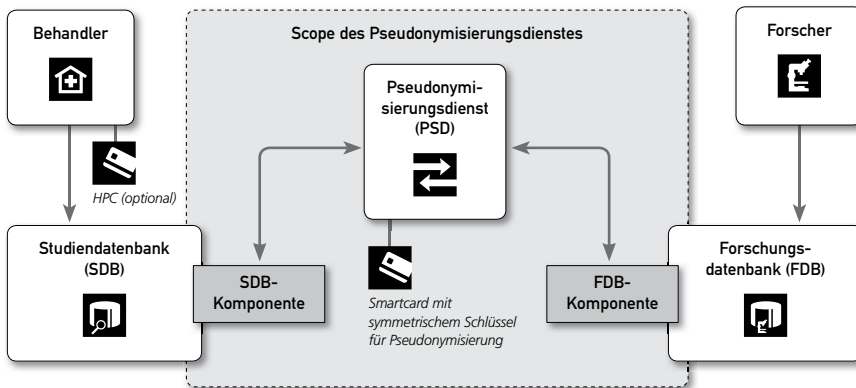 Behandler
Scope des Pseudonymisierungsdienstes
Forscher
Pseudonymi-
sierungsdienst
(PSD)
HPC (optional)
Studiendatenbank
(SDB)
SDB-
Komponente
Smartcard mit
symmetrischem Schlüssel
für Pseudonymisierung
FDB-
Komponente
Forschungs-
datenbank (FDB)